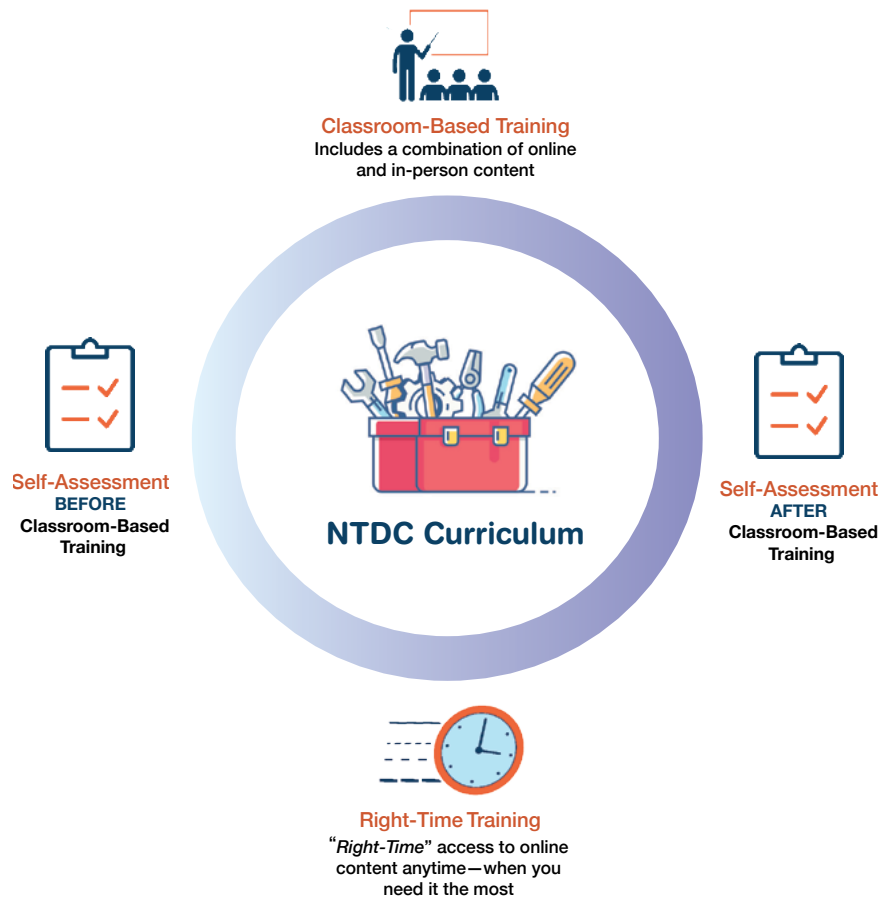 Classroom-Based Training
Includes a combination of online
and in-person content
Self-Assessment
BEFORE
Classroom-Based
Training
NTDC Curriculum
Self-Assessment
AFTER
Classroom-Based
Training
Right-Time Training
“Right-Time” access to online
content anytime—when you
need it the most